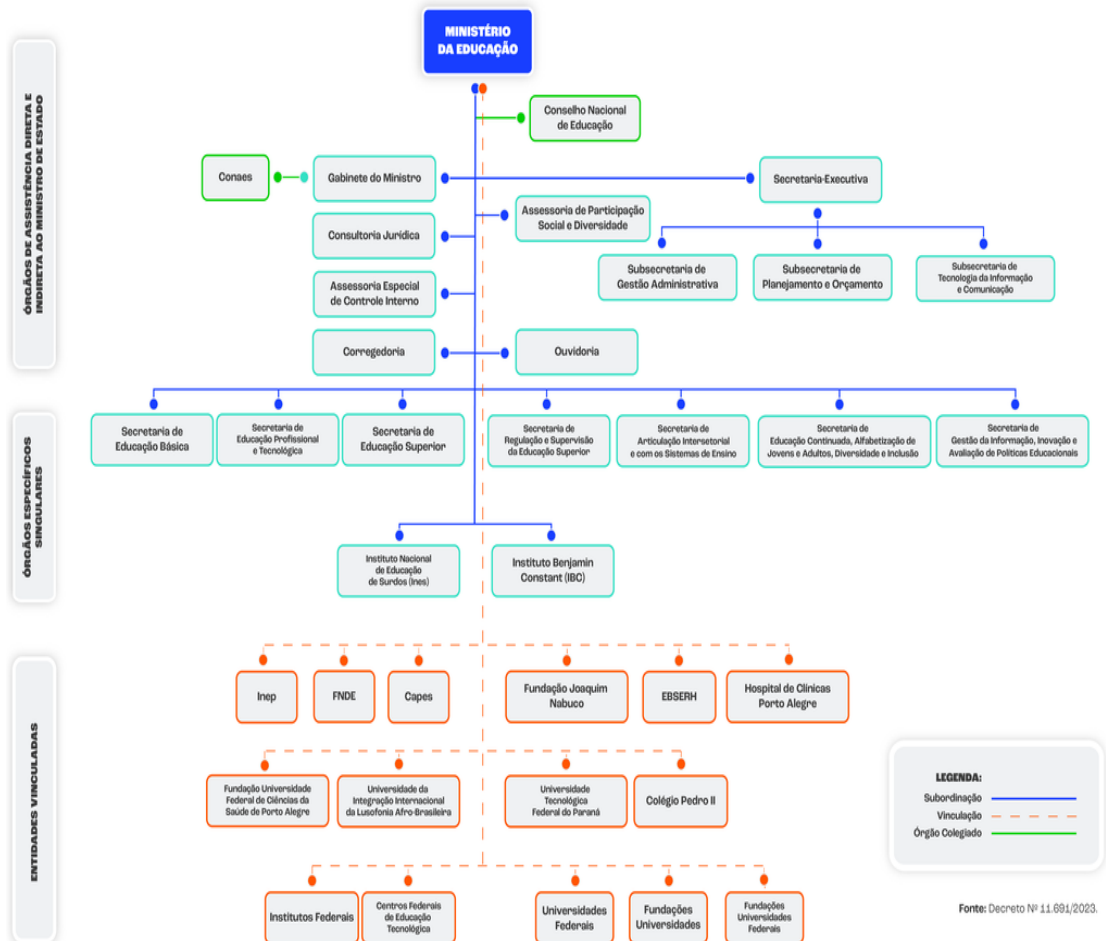 MINISTÉRIO
DA EDUCAÇÃO
ÓRGÃOS DE ASSISTÊNCIA DIRETA E
INDIRETA AO MINISTRO DE ESTADO
Conselho Nacional
de Educação
Conaes
Gabinete do Ministro
Secretaria-Executiva
Assessoria de Participação
Social e Diversidade
Consultoria Jurídica
Subsecretaria de
Gestão Administrativa
Subsecretaria de
Planejamento e Orçamento
Subsecretaria de
Tecnologia da Informação
e Comunicação
Assessoria Especial
de Controle Interno
Corregedoria
Ouvidoria
ÓRGÃOS ESPECÍFICOS
SINGULARES
Secretaria de
Educação Básica
Secretaria de
Educação Profissional
e Tecnológica
Secretaria de
Educação Superior
Secretaria de
Regulação e Supervisão
da Educação Superior
Secretaria de
Articulação Intersetorial
e com os Sistemas de Ensino
Secretaria de
Educação Continuada, Alfabetização de
Jovens e Adultos, Diversidade e Inclusão
Secretaria de
Gestão da Informação, Inovação e
Avaliação de Políticas Educacionais
Instituto Nacional
de Educação
de Surdos (Ines)
Instituto Benjamin
Constant (IBC)
ENTIDADES VINCULADAS
Inep
FNDE
Capes
Fundação Joaquim
Nabuco
EBSERH
Hospital de Clínicas
Porto Alegre
Fundação Universidade
Federal de Ciências da
Saúde de Porto Alegre
Universidade da
Integração Internacional
da Lusofonia Afro-Brasileira
Universidade
Tecnológica
Federal do Paraná
Colégio Pedro II
Institutos Federais
Centros Federais
de Educação
Tecnológica
Universidades
Federais
Fundações
Universidades
Fundações
Universidades
Federais
LEGENDA:
Subordinação
Vinculação
Órgão Colegiado
Fonte: Decreto Nº 11.691/2023.